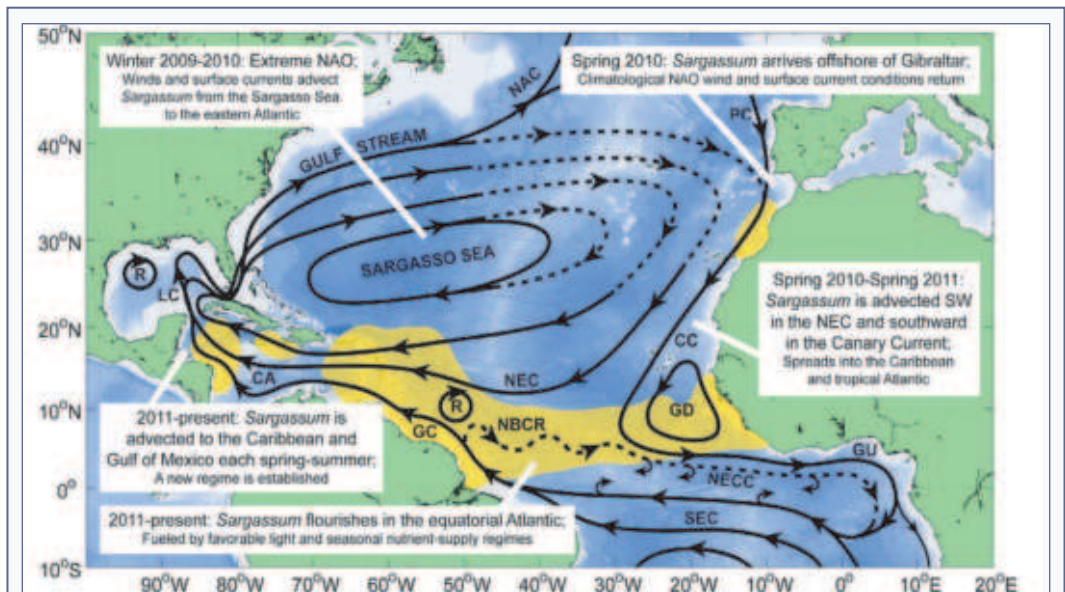 50°N
Winter 2009-2010: Extreme NAO;
Winds and surface currents advect
Sargassum from the Sargasso Sea
to the eastern Atlantic
Spring 2010: Sargassum arrives offshore of Gibraltar;
Climatological NAO wind and surface current conditions return
NAC
PC
40°N
GULF STREAM
30°N
SARGASSO SEA
R
LC
Spring 2010-Spring 2011:
Sargassum is advected SW
in the NEC and southward
in the Canary Current;
Spreads into the Caribbean
and tropical Atlantic
20°N
CC
CA
NEC
10°N
R
GD
GC
NBCR
2011-present: Sargassum is
advected to the Caribbean and
Gulf of Mexico each spring-summer;
A new regime is established
GU
0°
NECC
SEC
2011-present: Sargassum flourishes in the equatorial Atlantic;
Fueled by favorable light and seasonal nutrient-supply regimes
10°S
90°W 80°W 70°W 60°W 50°W 40°W 30°W 20°W 10°W 0° 10°E 20°E